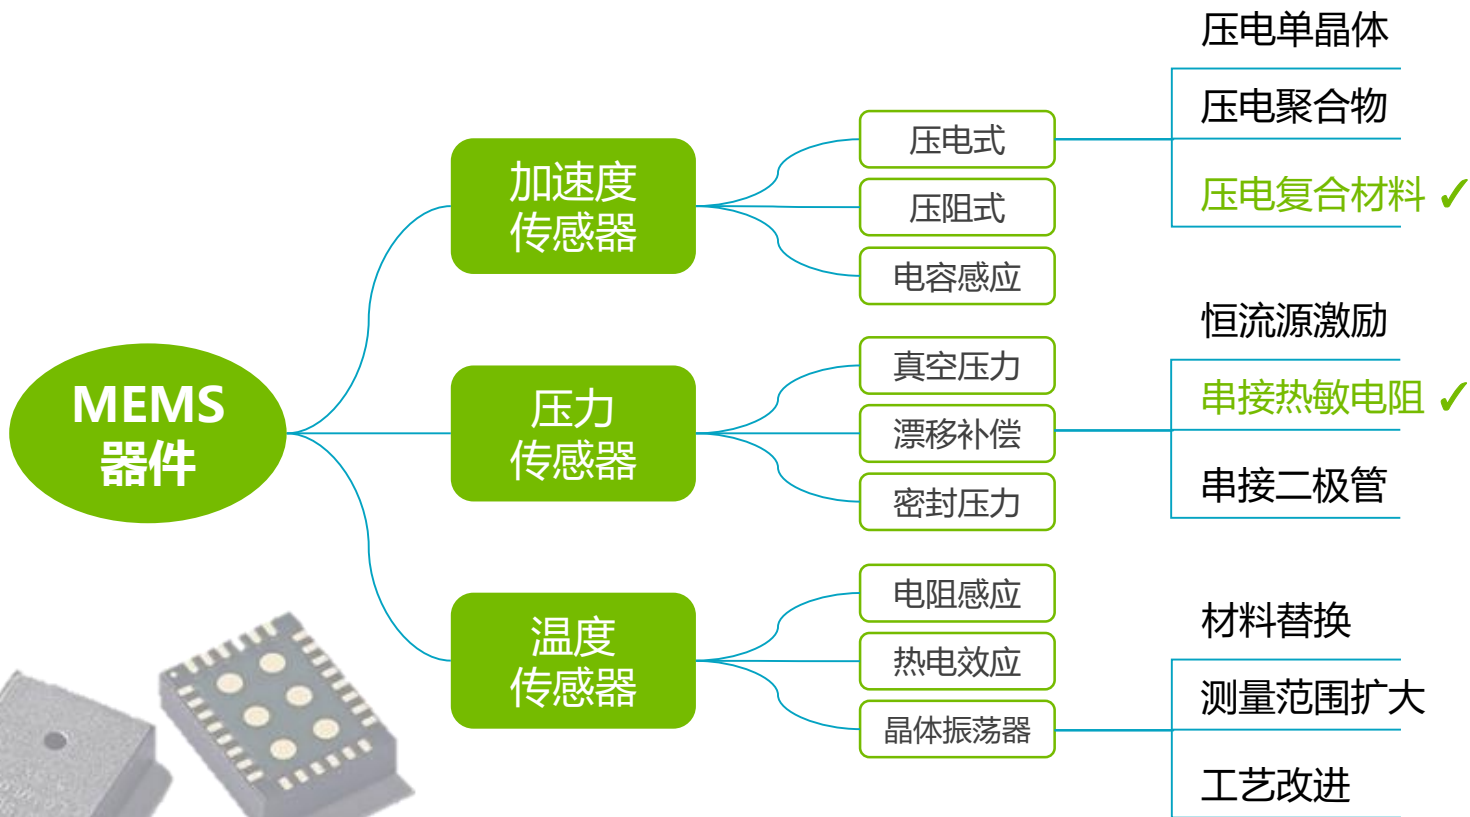 MEMS
器件
加速度
传感器
压电式
压阻式
电容感应
压电单晶体
压电聚合物
压电复合材料 ✓
压力
传感器
真空压力
漂移补偿
密封压力
恒流源激励
串接热敏电阻 ✓
串接二极管
温度
传感器
电阻感应
热电效应
晶体振荡器
材料替换
测量范围扩大
工艺改进